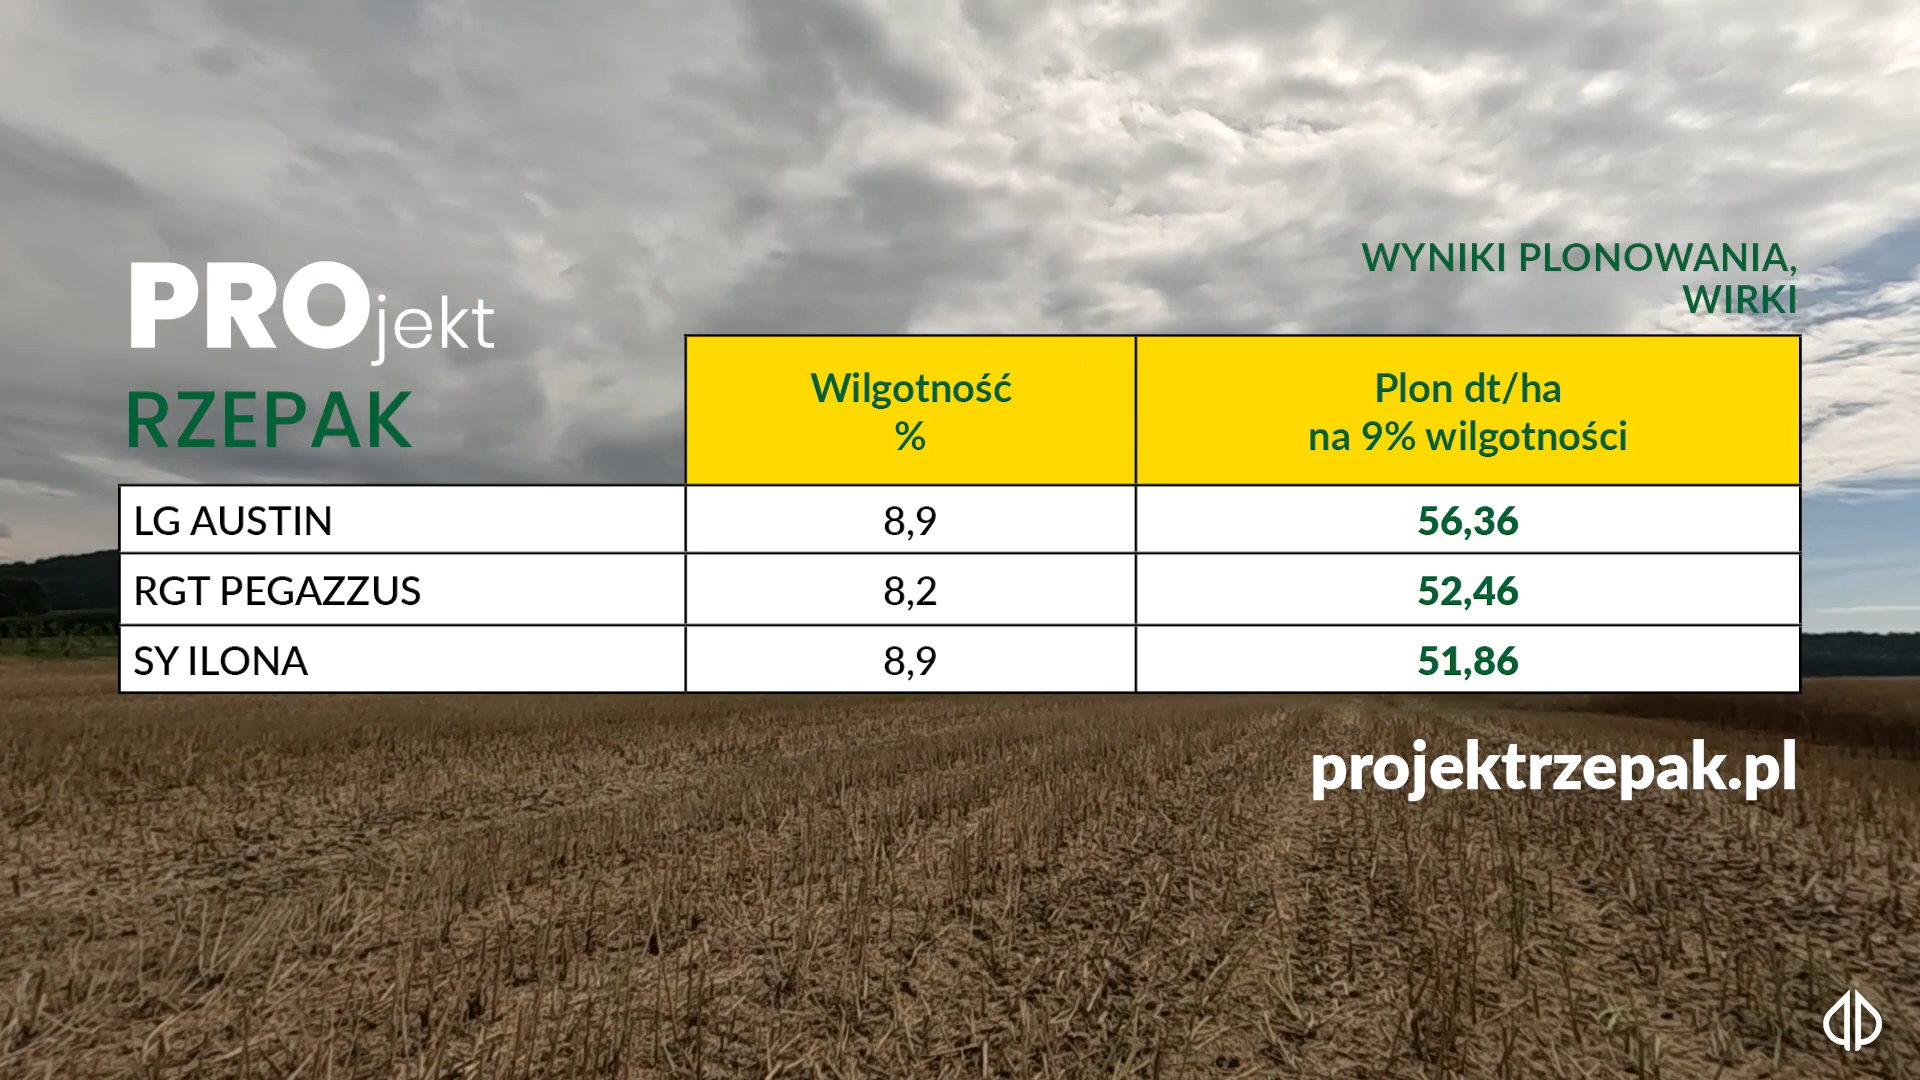 PROjekt
RZEPAK
WYNIKI PLONOWANIA,
WIRKI
Wilgotność
%
Plon dt/ha
na 9% wilgotności
LG AUSTIN 8,9 56,36
RGT PEGAZZUS 8,2 52,46
SY ILONA 8,9 51,86
projektrzepak.pl